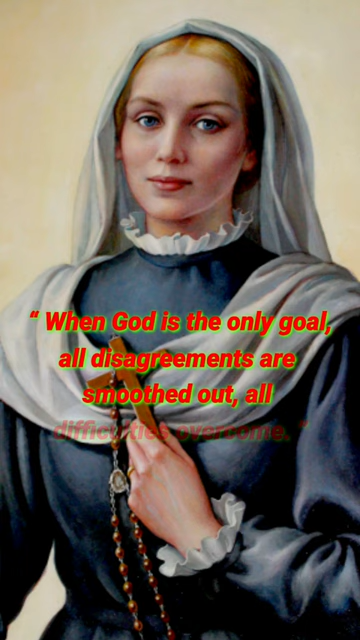 “ When God is the only goal,
all disagreements are
smoothed out, all
difficulties overcome. ”